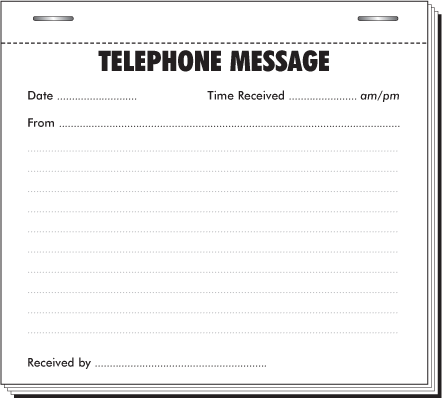 TELEPHONE MESSAGE
Date ........................... Time Received ....................... am/pm
From ...................................................................................................................
Received by ..........................................................